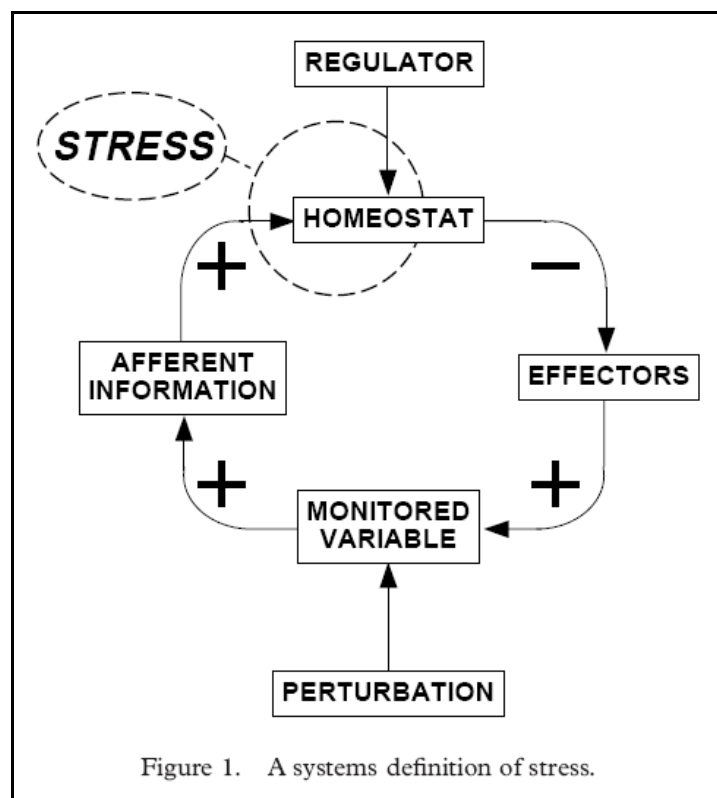 REGULATOR
STRESS
HOMEOSTAT
+
−
AFFERENT
INFORMATION
EFFECTORS
+
+
MONITORED
VARIABLE
PERTURBATION
Figure 1. A systems definition of stress.